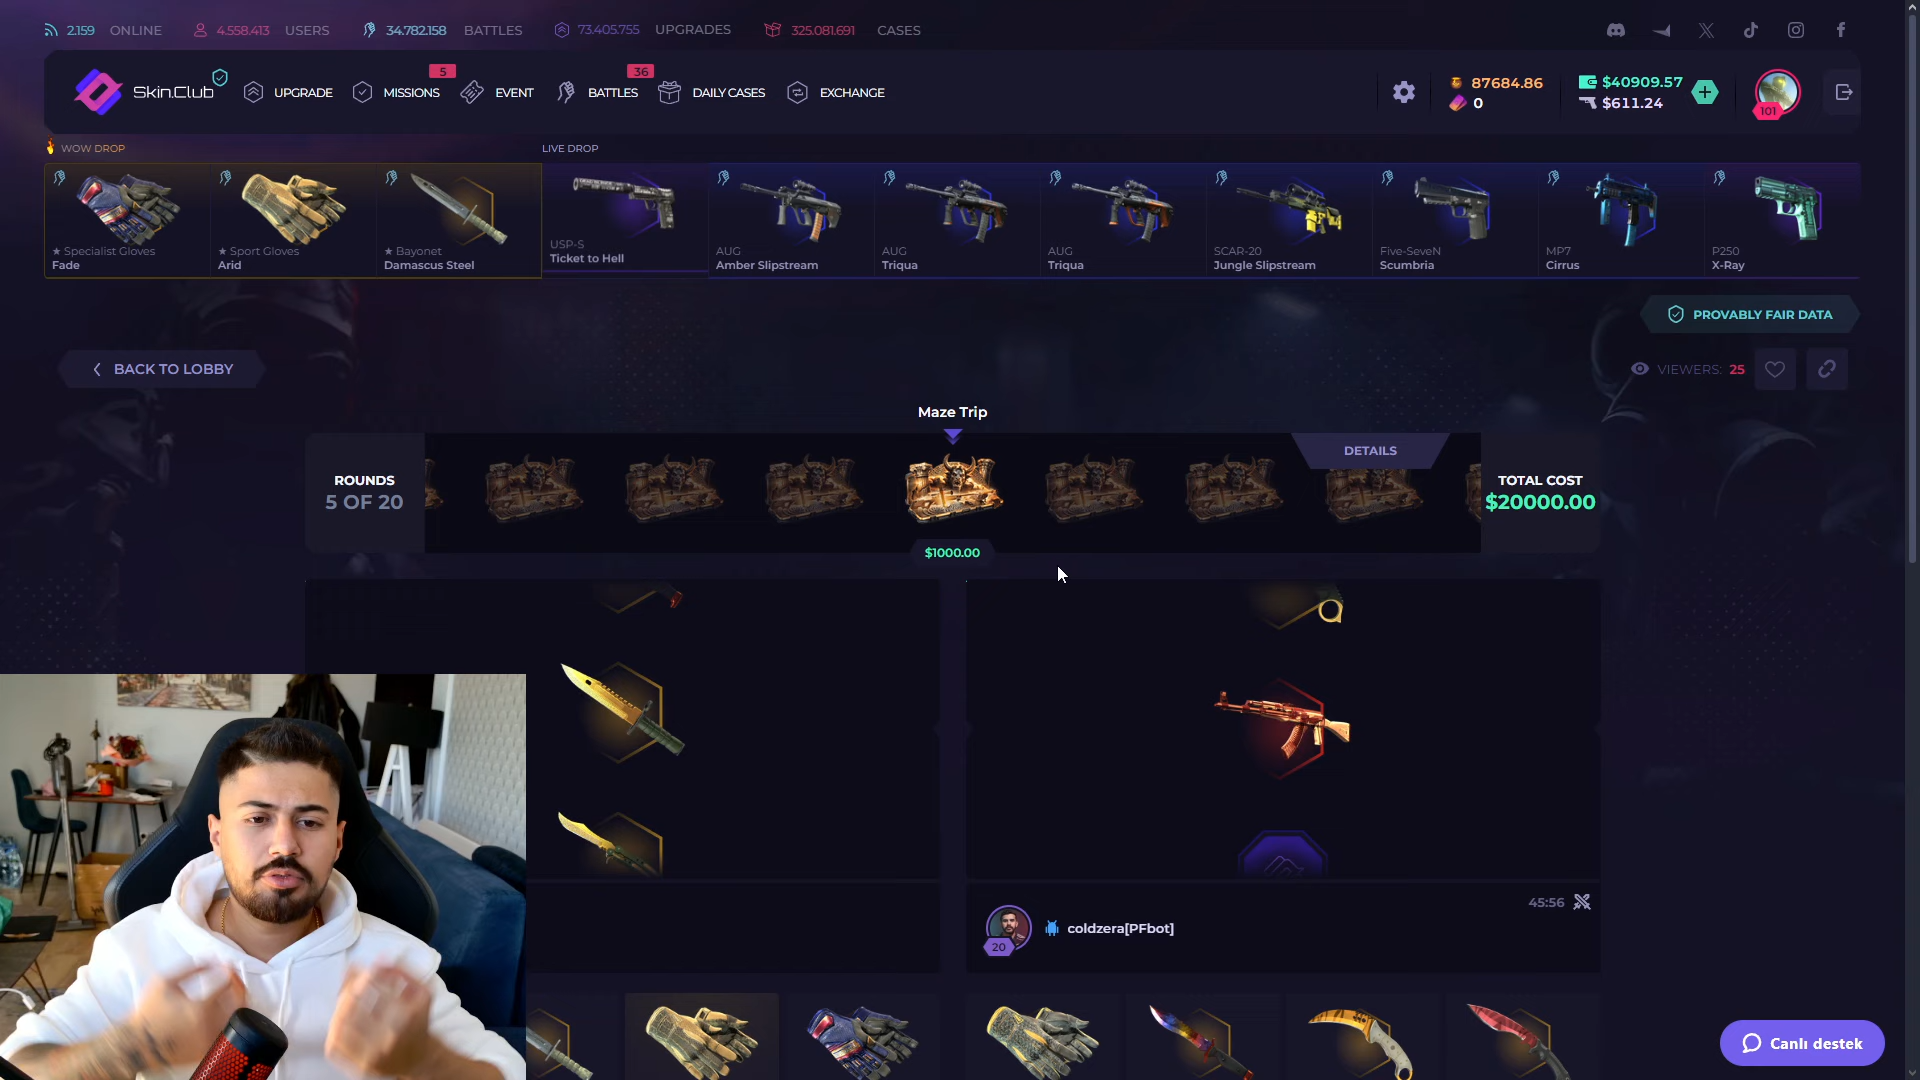 2.159 ONLINE 4.558.413 USERS 34.782.158 BATTLES 73.405.755 UPGRADES 325.081.691 CASES
Skin.Club UPGRADE 5 MISSIONS EVENT 36 BATTLES DAILY CASES EXCHANGE
87684.86
0
$40909.57
$611.24
101
WOW DROP
LIVE DROP
★ Specialist Gloves
Fade
★ Sport Gloves
Arid
★ Bayonet
Damascus Steel
USP-S
Ticket to Hell
AUG
Amber Slipstream
AUG
Triqua
AUG
Triqua
SCAR-20
Jungle Slipstream
Five-SeveN
Scumbria
MP7
Cirrus
P250
X-Ray
PROVABLY FAIR DATA
BACK TO LOBBY
VIEWERS: 25
Maze Trip
ROUNDS
5 OF 20
DETAILS
TOTAL COST
$20000.00
$1000.00
45:56
coldzera[PFbot]
20
Canlı destek